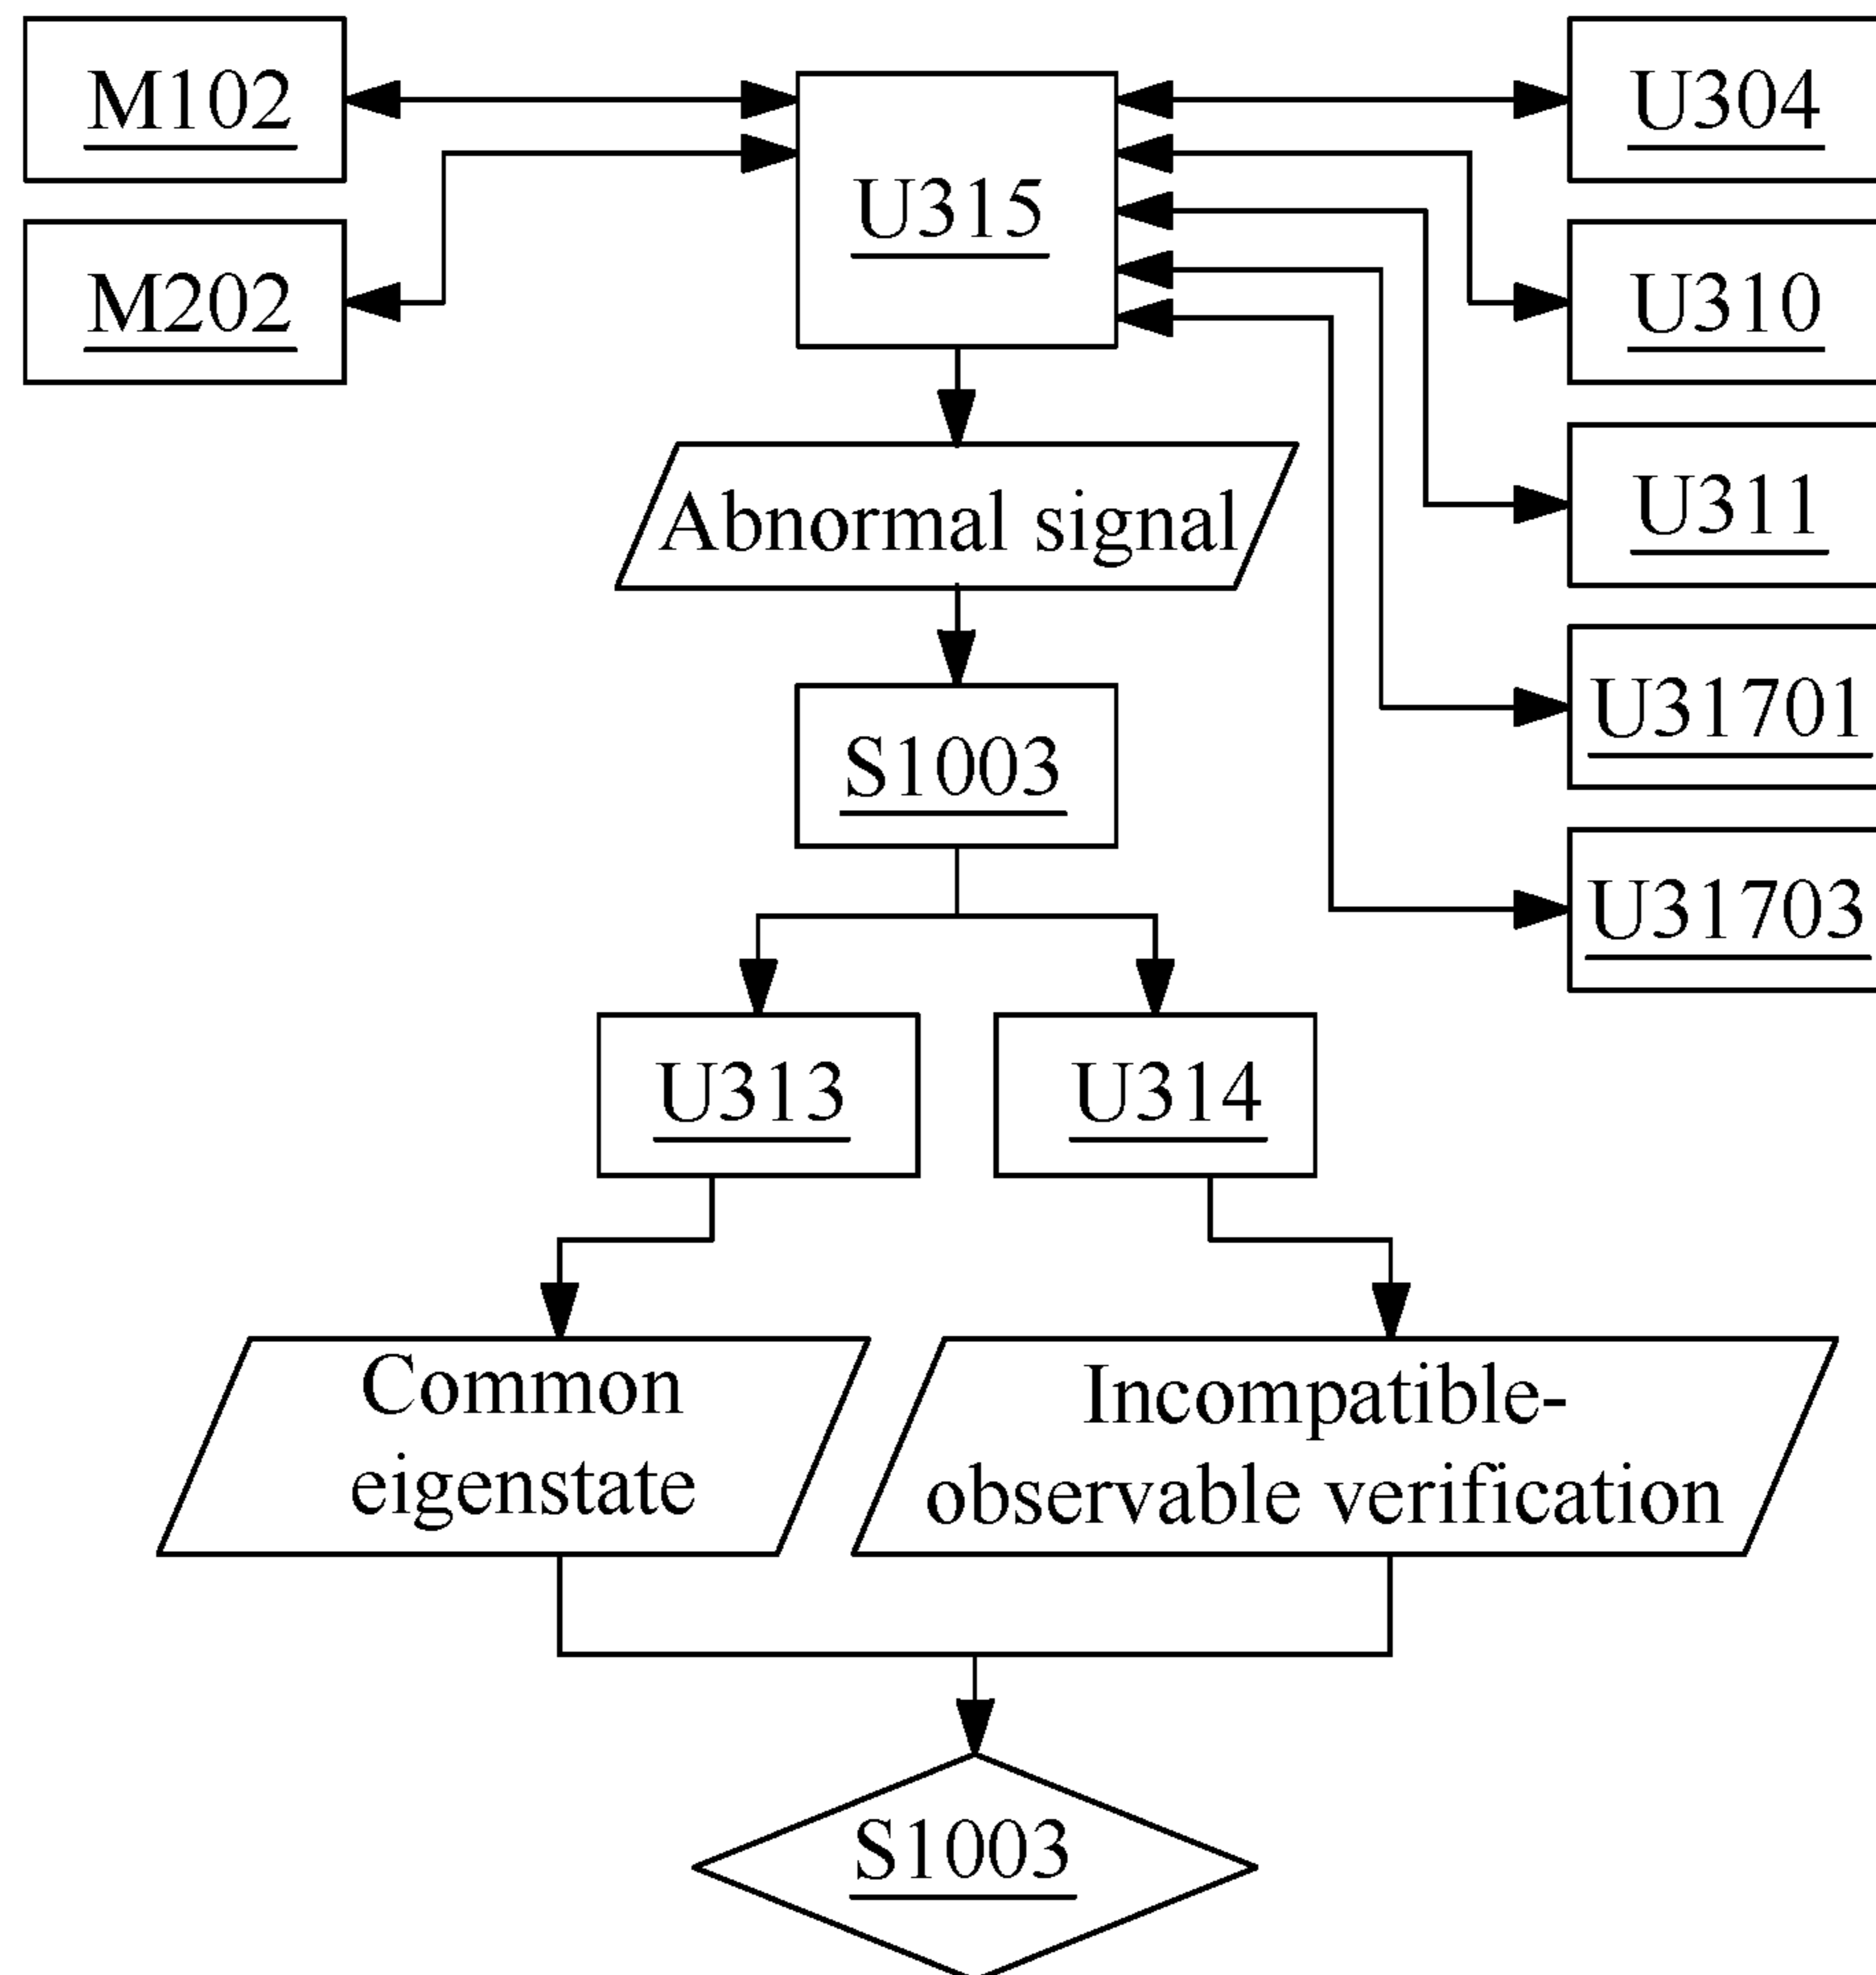 M102
U304
U315
M202
U310
Abnormal signal
U311
U31701
S1003
U31703
U313
U314
Common
eigenstate
Incompatible-
observable verification
S1003